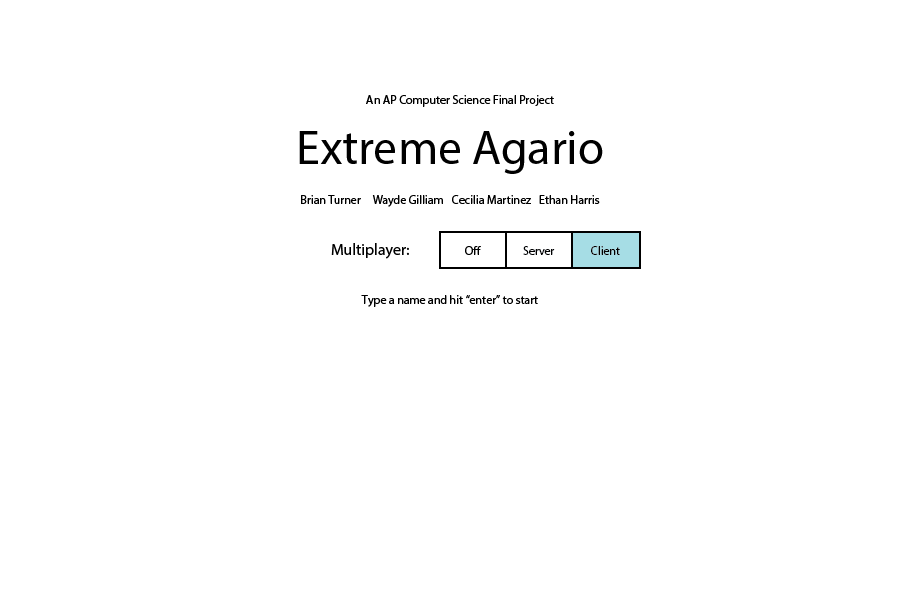 An AP Computer Science Final Project
Extreme Agario
Brian Turner Wayde Gilliam Cecilia Martinez Ethan Harris
Multiplayer: Off Server Client
Type a name and hit “enter” to start